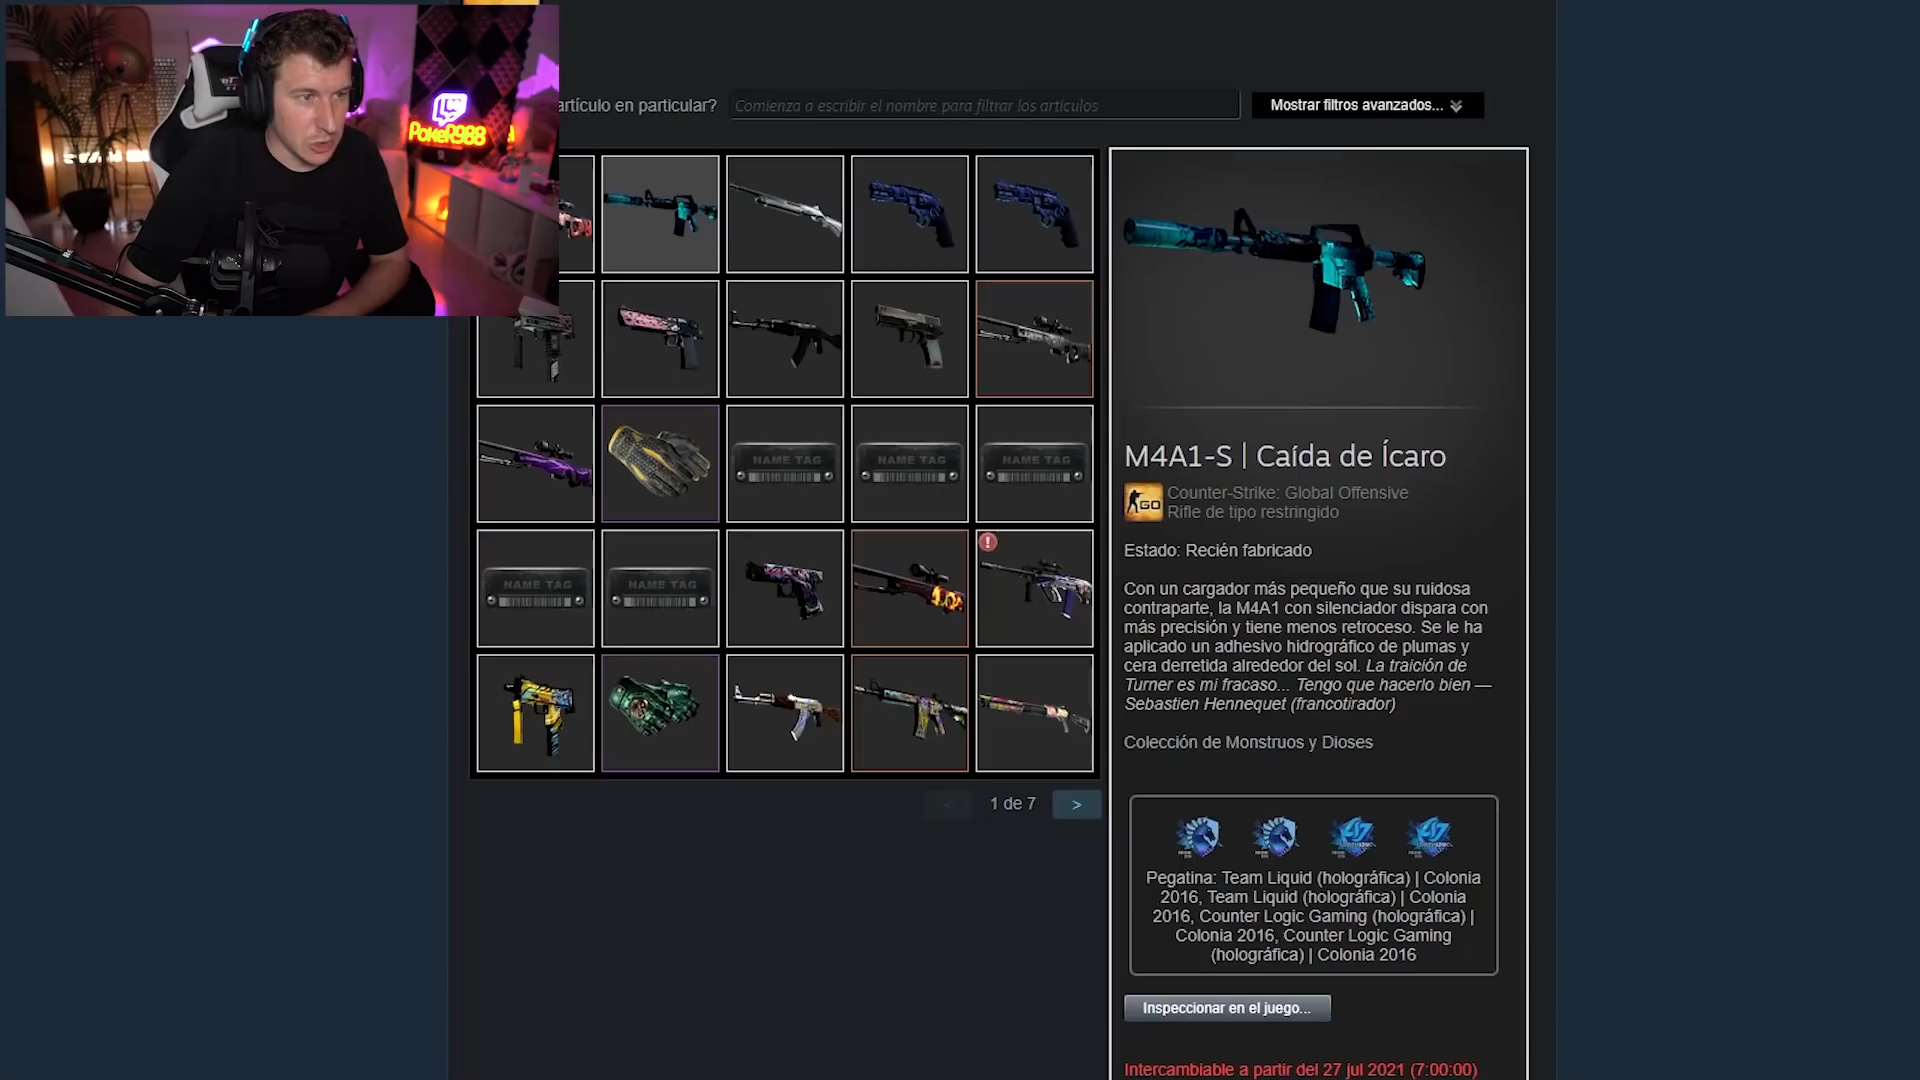 PoKeR988
artículo en particular?
Comienza a escribir el nombre para filtrar los artículos
Mostrar filtros avanzados...
NAME TAG
NAME TAG
NAME TAG
NAME TAG
NAME TAG
1 de 7
>
M4A1-S | Caída de Ícaro
GO
Counter-Strike: Global Offensive
Rifle de tipo restringido
Estado: Recién fabricado
Con un cargador más pequeño que su ruidosa
contraparte, la M4A1 con silenciador dispara con
más precisión y tiene menos retroceso. Se le ha
aplicado un adhesivo hidrográfico de plumas y
cera derretida alrededor del sol. La traición de
Turner es mi fracaso... Tengo que hacerlo bien —
Sebastien Hennequet (francotirador)
Colección de Monstruos y Dioses
Pegatina: Team Liquid (holográfica) | Colonia
2016, Team Liquid (holográfica) | Colonia
2016, Counter Logic Gaming (holográfica) |
Colonia 2016, Counter Logic Gaming
(holográfica) | Colonia 2016
Inspeccionar en el juego...
Intercambiable a partir del 27 jul 2021 (7:00:00)